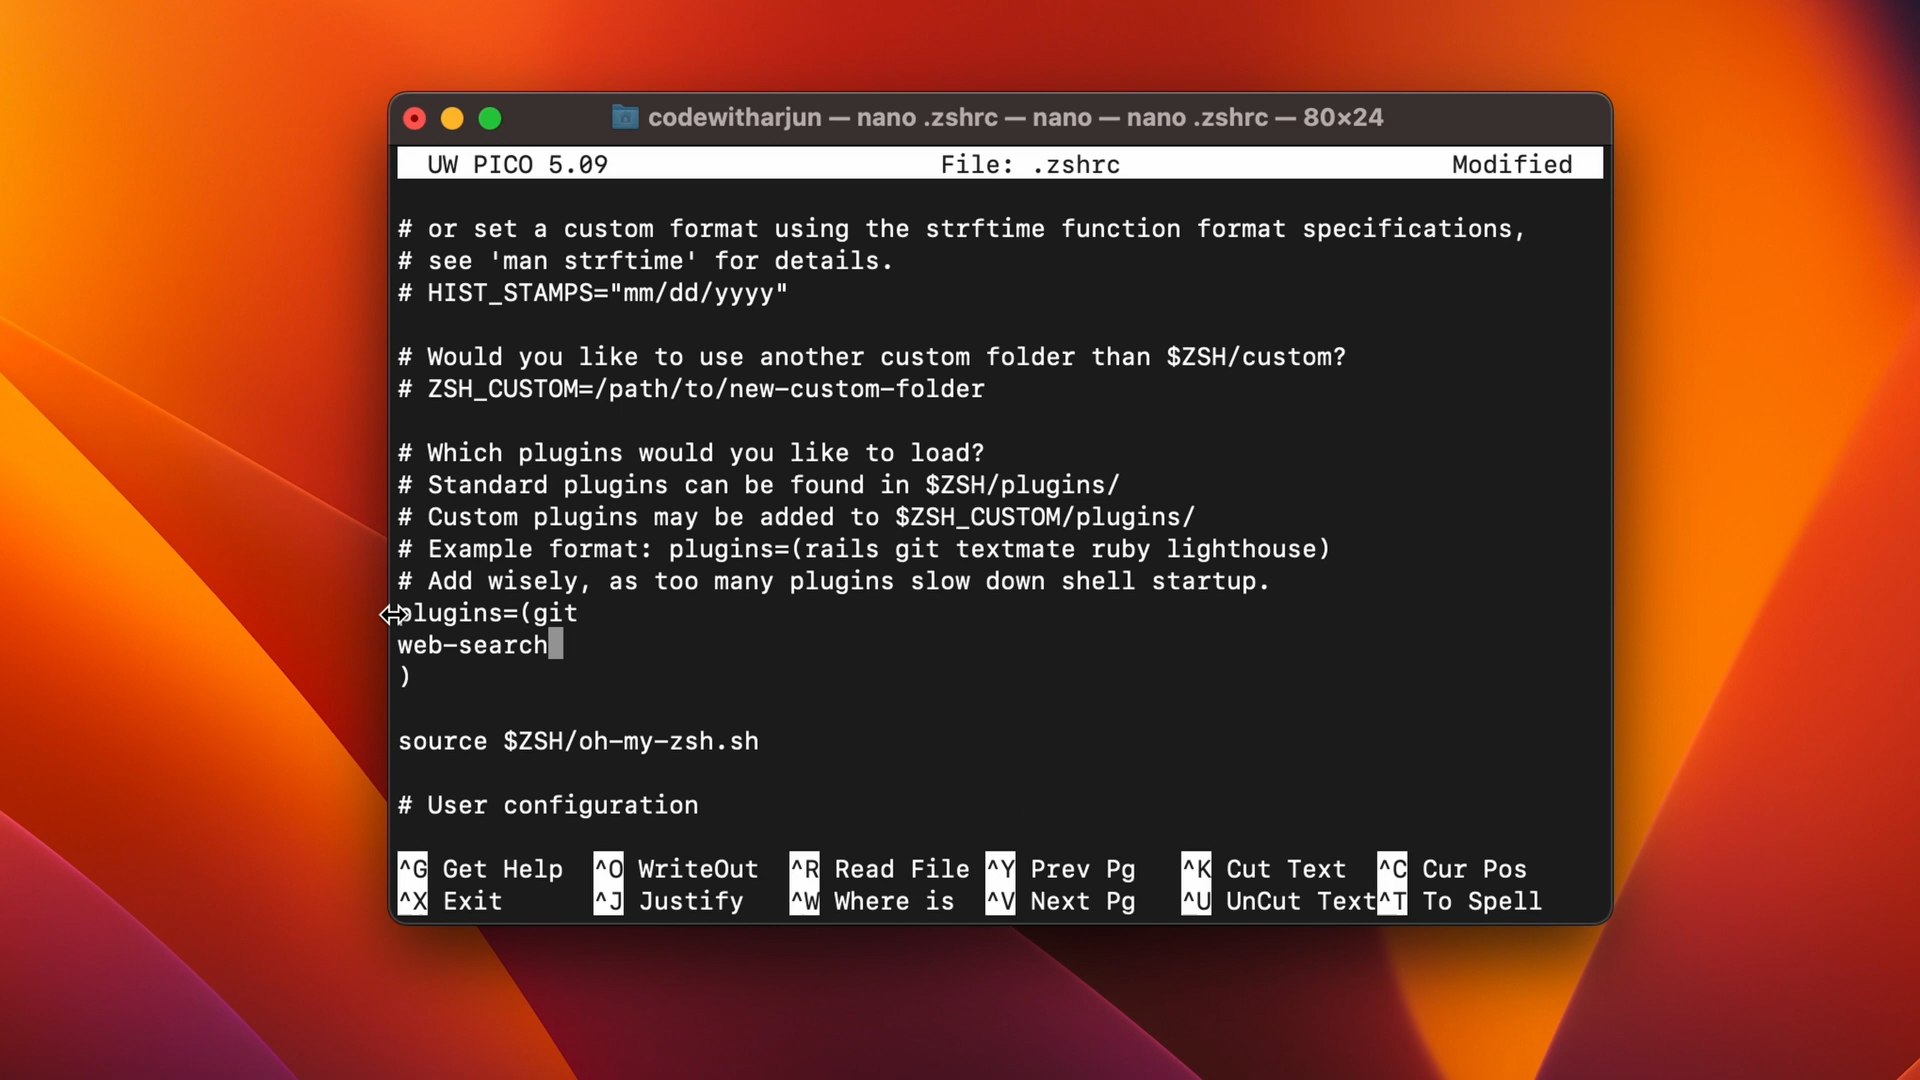 codewitharjun — nano .zshrc — nano — nano .zshrc — 80×24
UW PICO 5.09 File: .zshrc Modified
# or set a custom format using the strftime function format specifications,
# see 'man strftime' for details.
# HIST_STAMPS="mm/dd/yyyy"
# Would you like to use another custom folder than $ZSH/custom?
# ZSH_CUSTOM=/path/to/new-custom-folder
# Which plugins would you like to load?
# Standard plugins can be found in $ZSH/plugins/
# Custom plugins may be added to $ZSH_CUSTOM/plugins/
# Example format: plugins=(rails git textmate ruby lighthouse)
# Add wisely, as too many plugins slow down shell startup.
plugins=(git
web-search
)
source $ZSH/oh-my-zsh.sh
# User configuration
^G Get Help ^O WriteOut ^R Read File ^Y Prev Pg ^K Cut Text ^C Cur Pos
^X Exit ^J Justify ^W Where is ^V Next Pg ^U UnCut Text ^T To Spell